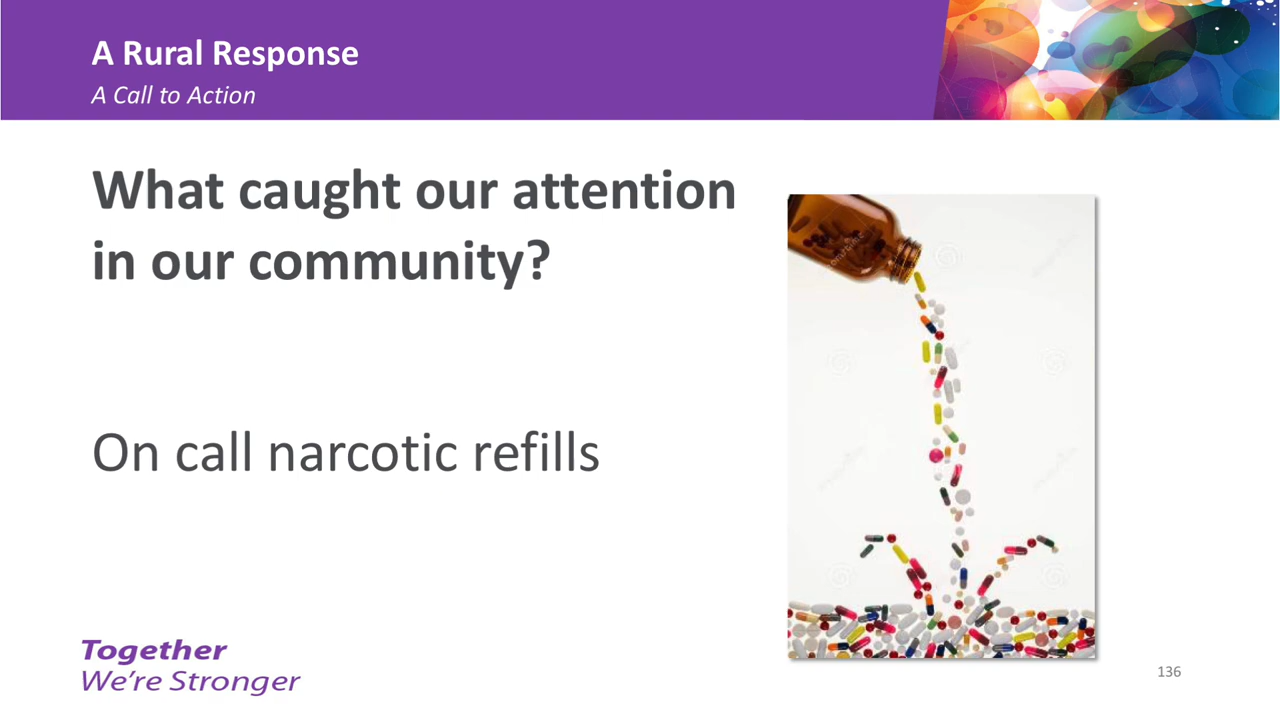 A Rural Response
A Call to Action
What caught our attention
in our community?
On call narcotic refills
Together
We're Stronger
136